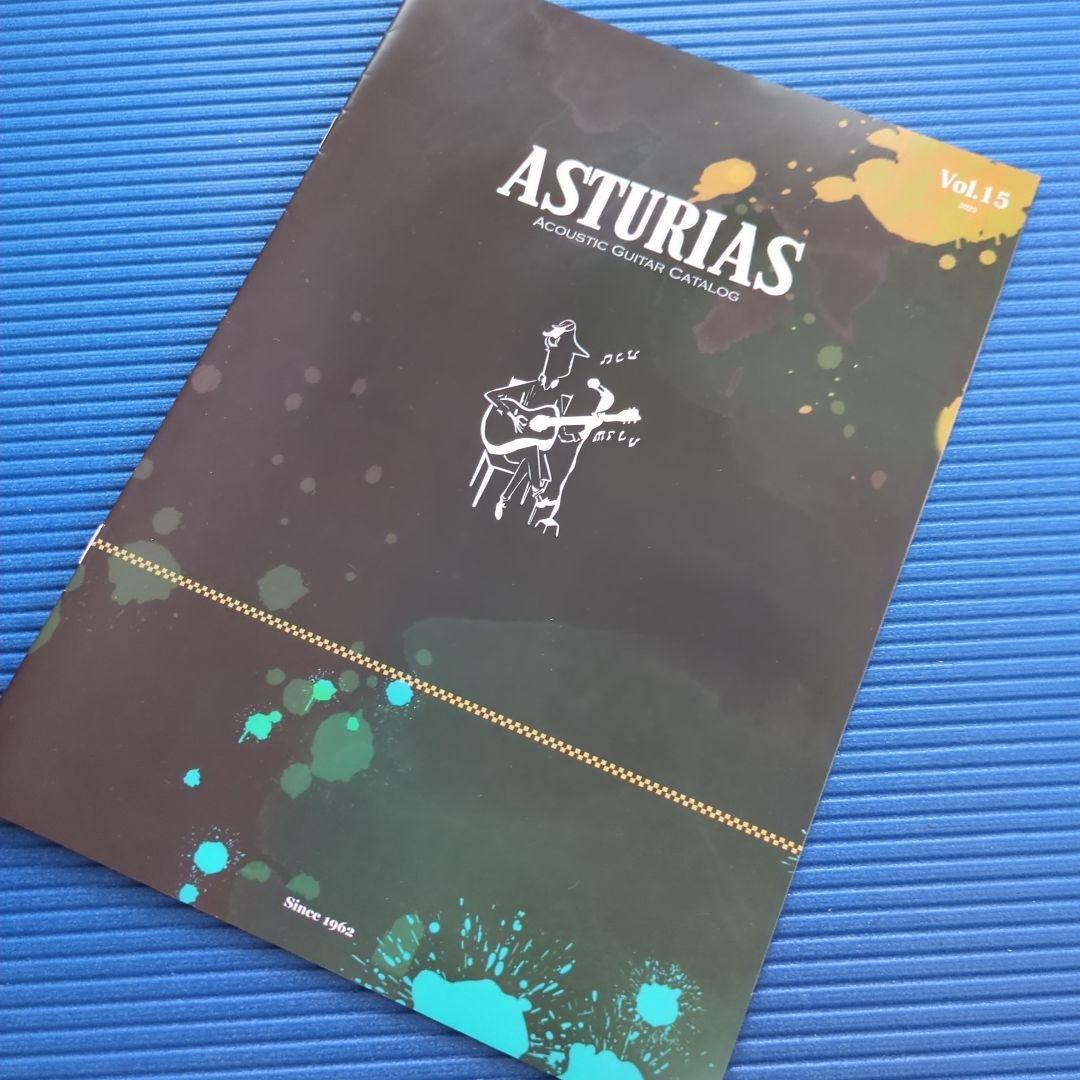 Vol.15
ASTURIAS
ACOUSTIC GUITAR CATALOG
Since 1962